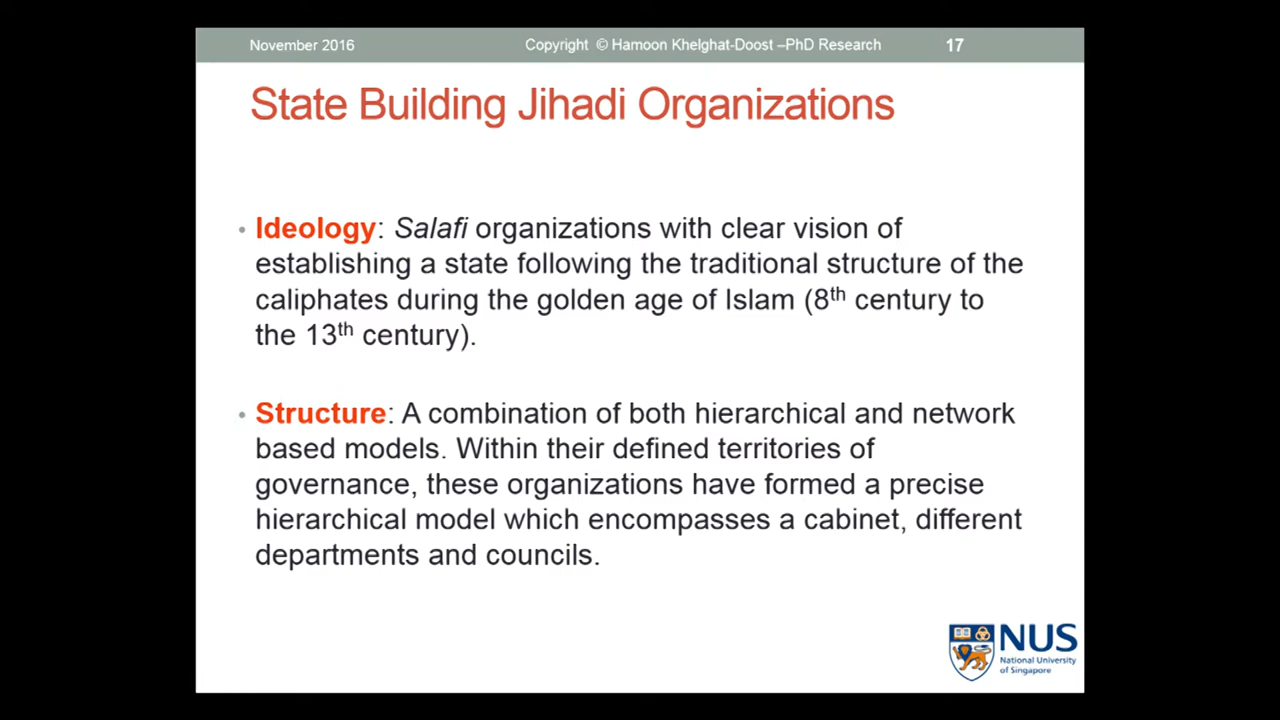 November 2016 Copyright © Hamoon Khelghat-Doost –PhD Research 17
State Building Jihadi Organizations
• Ideology: Salafi organizations with clear vision of
establishing a state following the traditional structure of the
caliphates during the golden age of Islam (8th century to
the 13th century).
• Structure: A combination of both hierarchical and network
based models. Within their defined territories of
governance, these organizations have formed a precise
hierarchical model which encompasses a cabinet, different
departments and councils.
NUS
National University
of Singapore